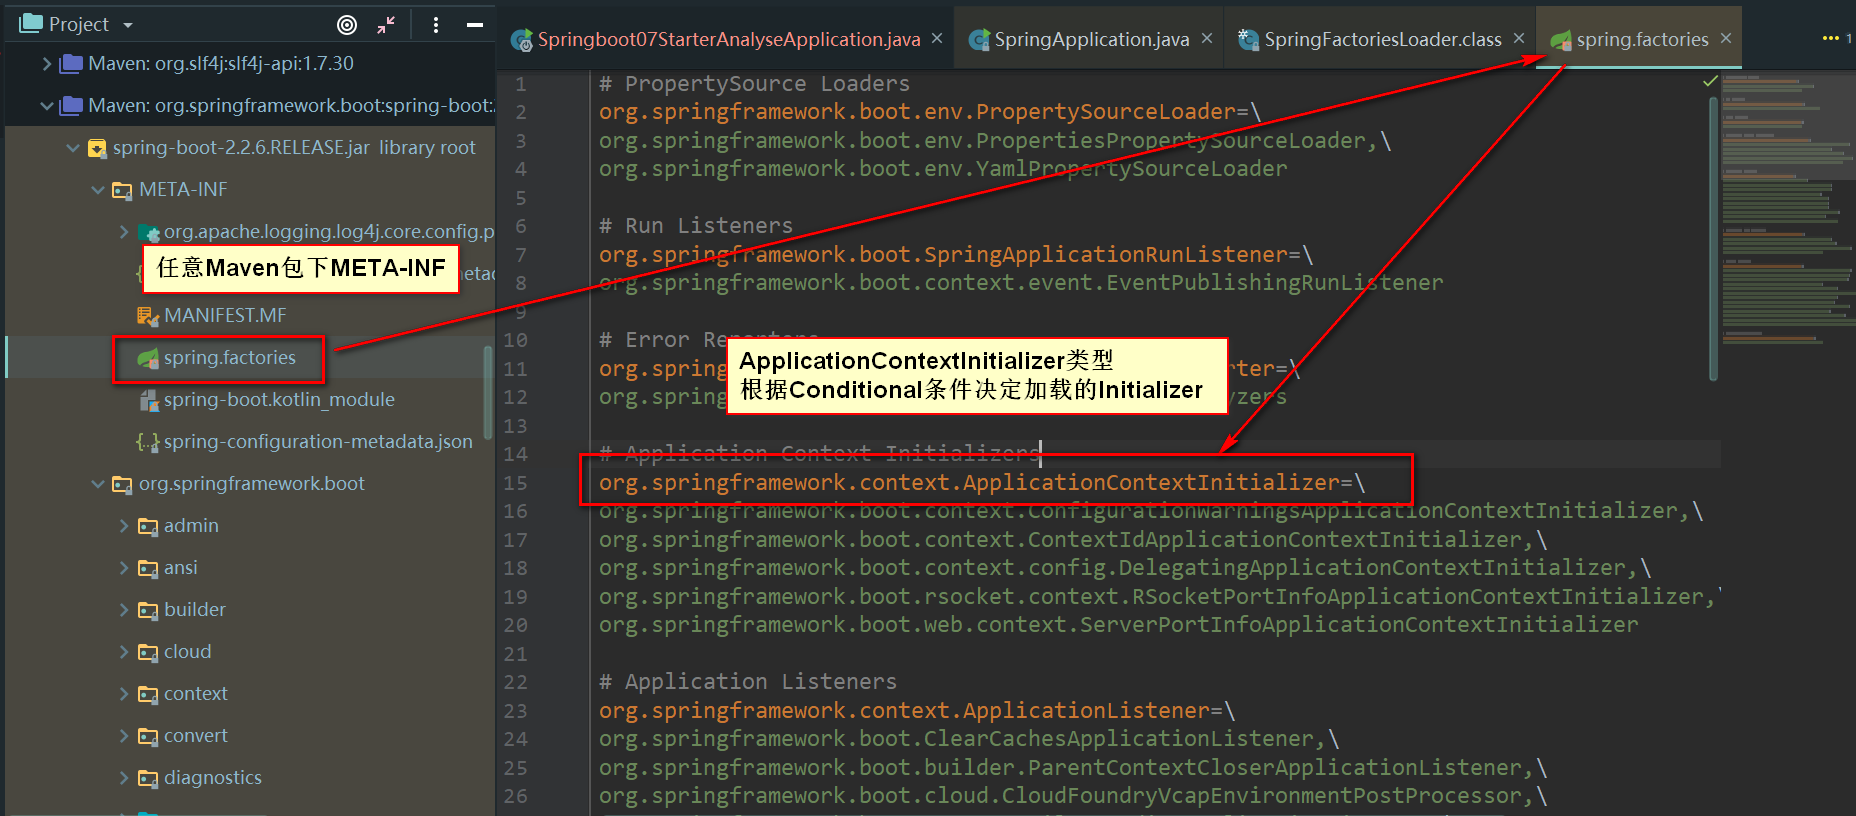 Project
Maven: org.slf4j:slf4j-api:1.7.30
Maven: org.springframework.boot:spring-boot:
spring-boot-2.2.6.RELEASE.jar library root
META-INF
org.apache.logging.log4j.core.config.p
任意Maven包下META-INF
MANIFEST.MF
spring.factories
spring-boot.kotlin_module
spring-configuration-metadata.json
org.springframework.boot
admin
ansi
builder
cloud
context
convert
diagnostics
Springboot07StarterAnalyseApplication.java
SpringApplication.java
SpringFactoriesLoader.class
spring.factories
1
1 # PropertySource Loaders
2 org.springframework.boot.env.PropertySourceLoader=\
3 org.springframework.boot.env.PropertiesPropertySourceLoader,\
4 org.springframework.boot.env.YamlPropertySourceLoader
5
6 # Run Listeners
7 org.springframework.boot.SpringApplicationRunListener=\
8 org.springframework.boot.context.event.EventPublishingRunListener
9
10 # Error Reporters
11 org.springrter=\
12 org.springyzers
ApplicationContextInitializer类型
根据Conditional条件决定加载的Initializer
13
14 # Application Context Initializers
15 org.springframework.context.ApplicationContextInitializer=\
16 org.springframework.boot.context.ConfigurationWarningsApplicationContextInitializer,\
17 org.springframework.boot.context.ContextIdApplicationContextInitializer,\
18 org.springframework.boot.context.config.DelegatingApplicationContextInitializer,\
19 org.springframework.boot.rsocket.context.RSocketPortInfoApplicationContextInitializer,\
20 org.springframework.boot.web.context.ServerPortInfoApplicationContextInitializer
21
22 # Application Listeners
23 org.springframework.context.ApplicationListener=\
24 org.springframework.boot.ClearCachesApplicationListener,\
25 org.springframework.boot.builder.ParentContextCloserApplicationListener,\
26 org.springframework.boot.cloud.CloudFoundryVcapEnvironmentPostProcessor,\